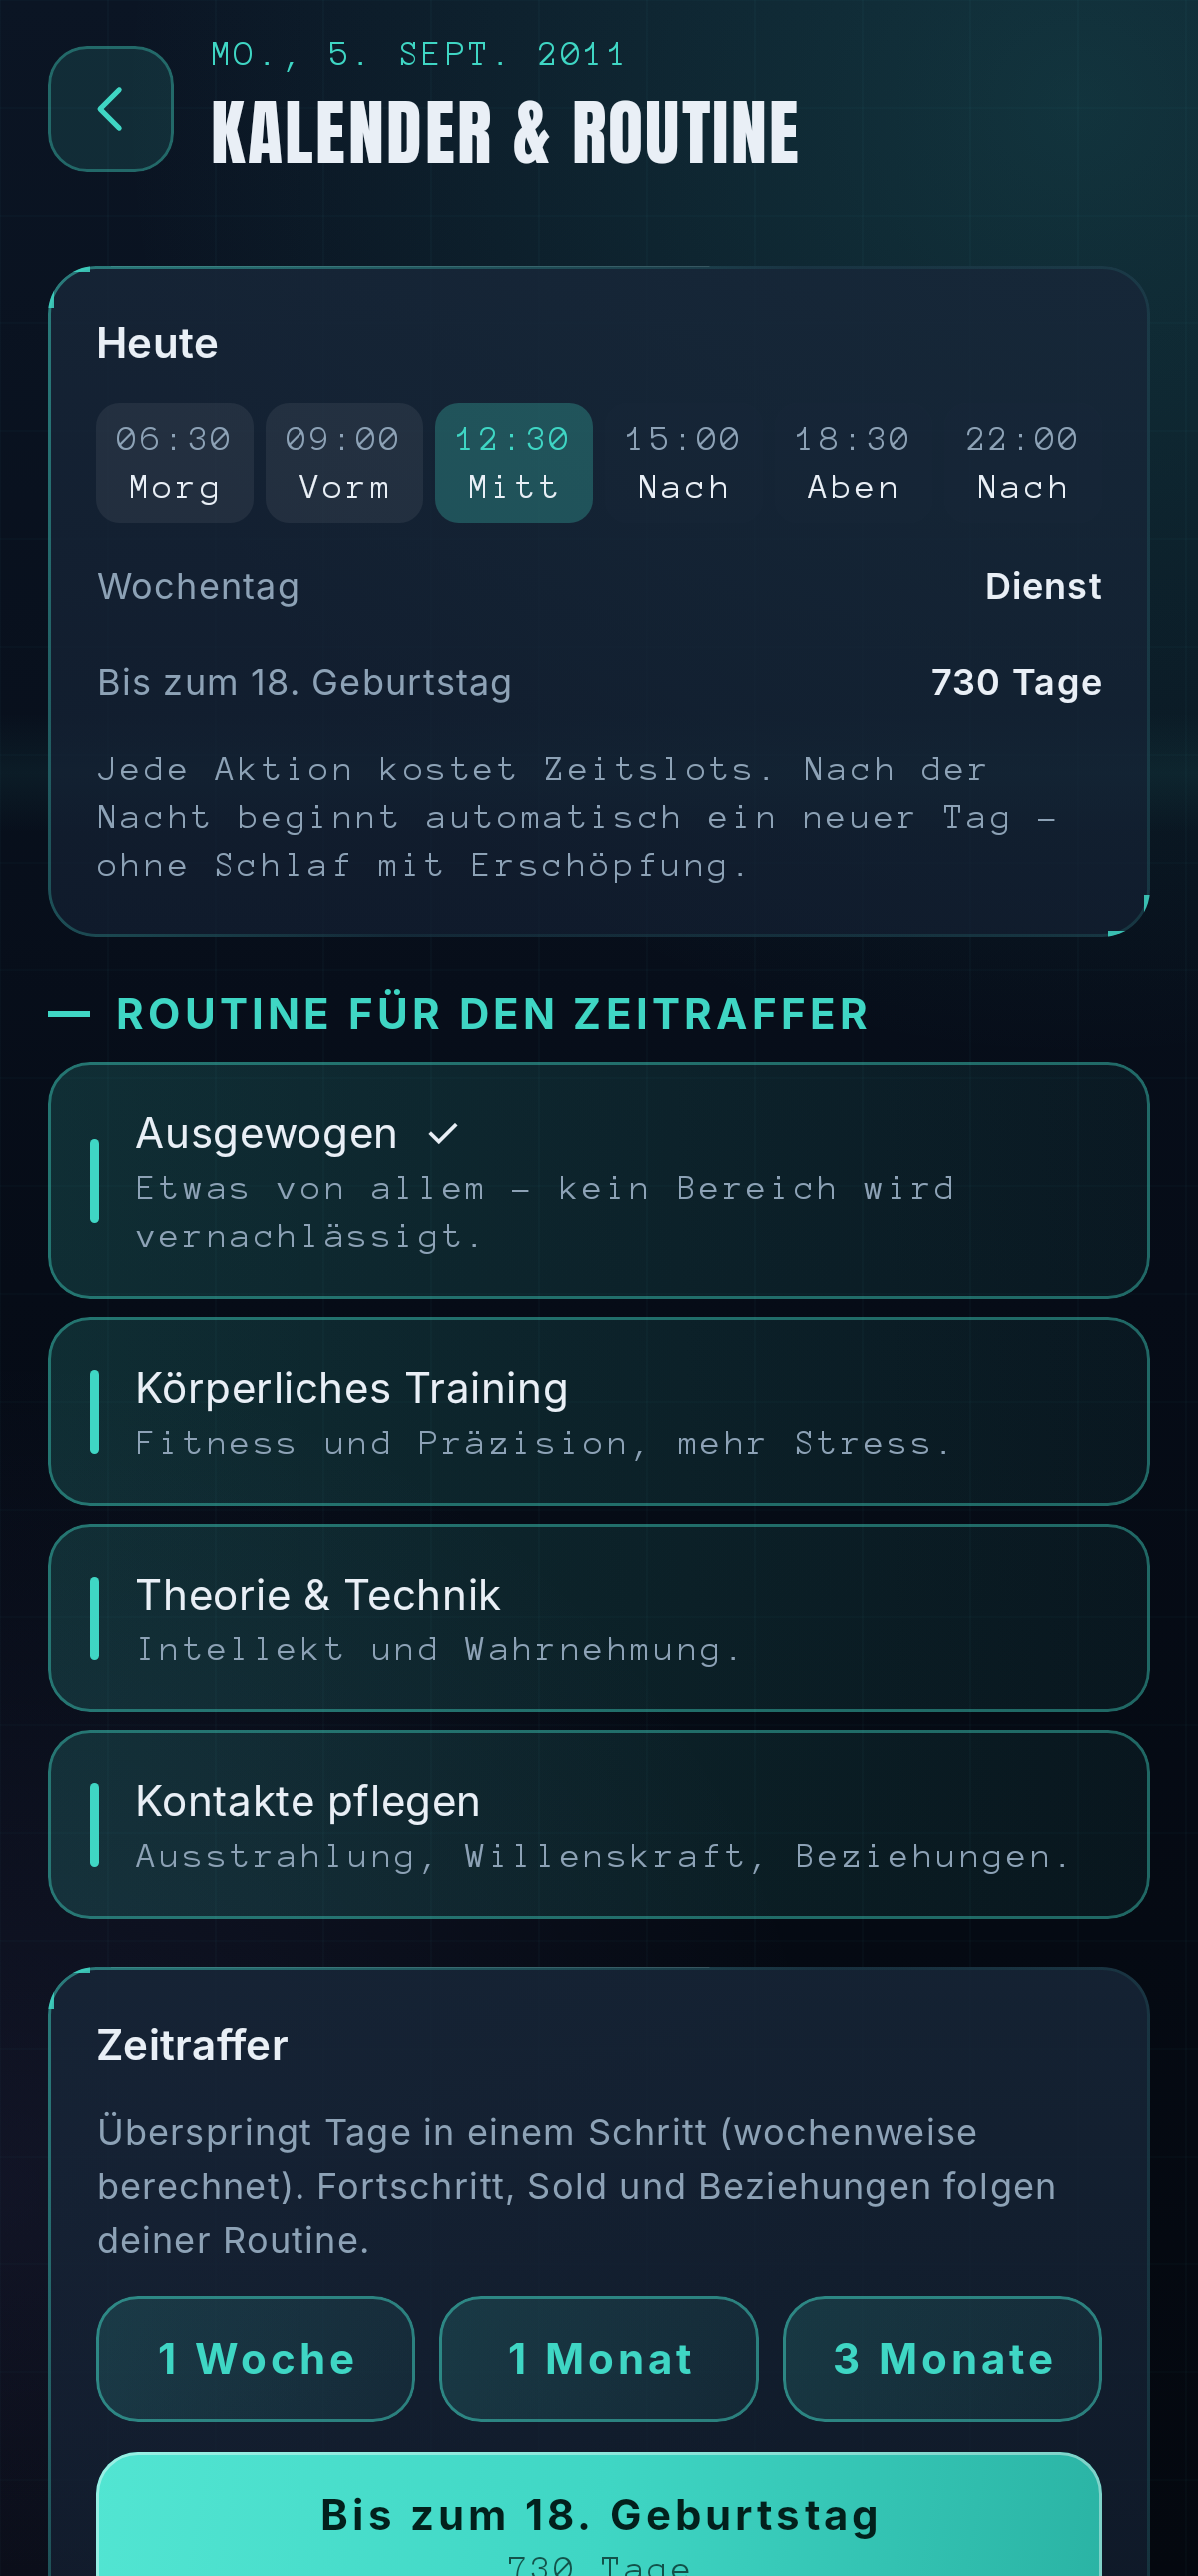 MO., 5. SEPT. 2011
KALENDER & ROUTINE
Heute
06:30 09:00 12:30 15:00 18:30 22:00
Morg Vorm Mitt Nach Aben Nach
Wochentag Dienst
Bis zum 18. Geburtstag 730 Tage
Jede Aktion kostet Zeitslots. Nach der
Nacht beginnt automatisch ein neuer Tag –
ohne Schlaf mit Erschöpfung.
ROUTINE FÜR DEN ZEITRAFFER
Ausgewogen ✓
Etwas von allem – kein Bereich wird
vernachlässigt.
Körperliches Training
Fitness und Präzision, mehr Stress.
Theorie & Technik
Intellekt und Wahrnehmung.
Kontakte pflegen
Ausstrahlung, Willenskraft, Beziehungen.
Zeitraffer
Überspringt Tage in einem Schritt (wochenweise
berechnet). Fortschritt, Sold und Beziehungen folgen
deiner Routine.
1 Woche 1 Monat 3 Monate
Bis zum 18. Geburtstag
730 Tage